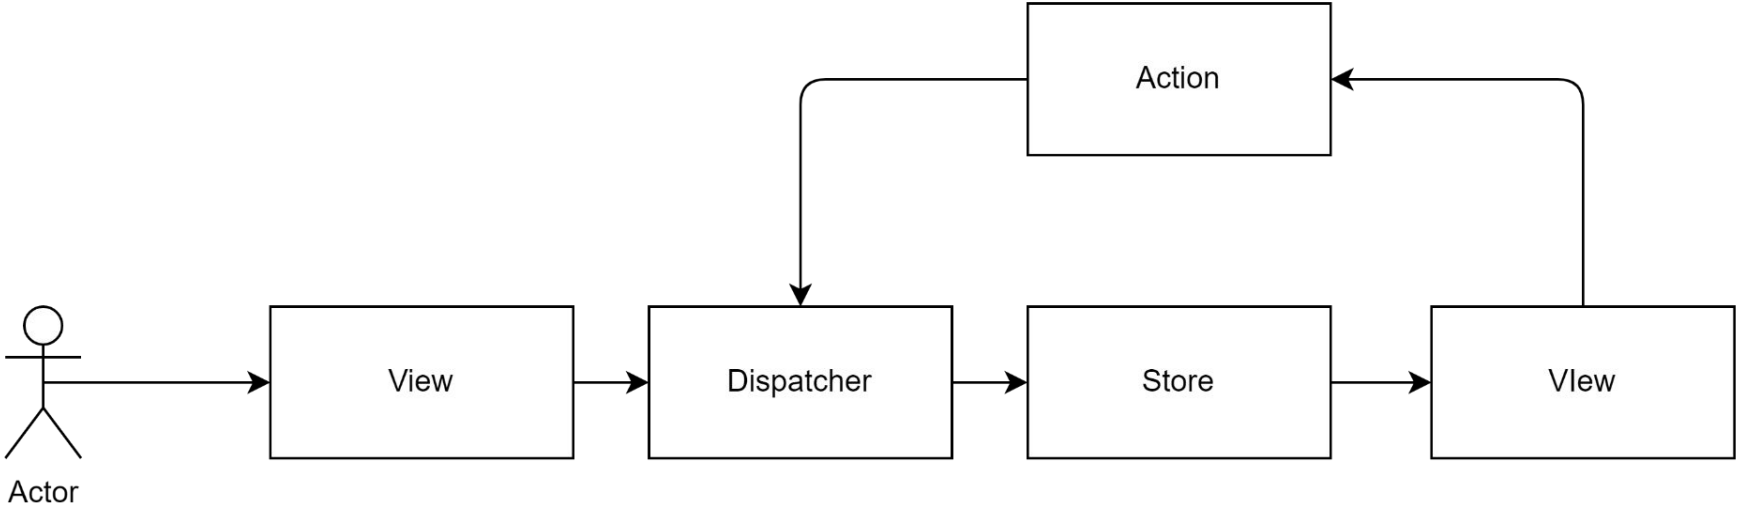 Action
View
Dispatcher
Store
VIew
Actor